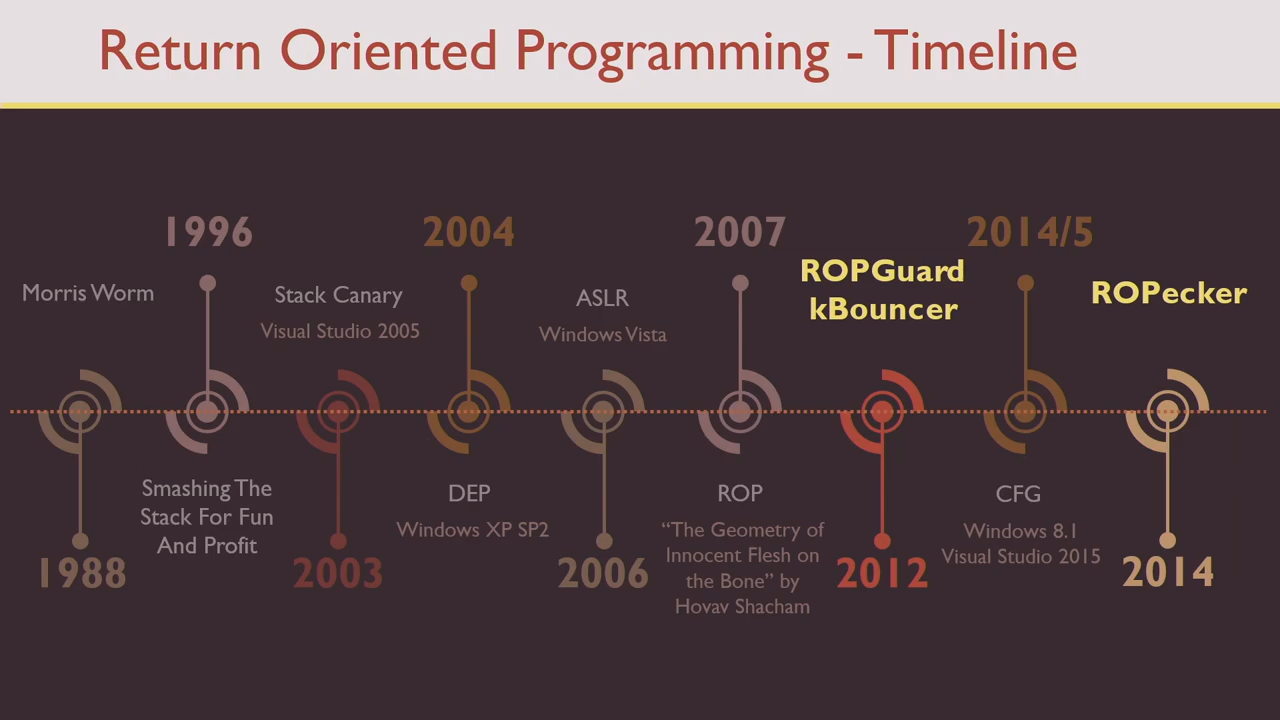 Return Oriented Programming - Timeline
Morris Worm
1988
1996
Smashing The
Stack For Fun
And Profit
Stack Canary
Visual Studio 2005
2003
2004
DEP
Windows XP SP2
ASLR
Windows Vista
2006
2007
ROP
“The Geometry of
Innocent Flesh on
the Bone” by
Hovav Shacham
ROPGuard
kBouncer
2012
2014/5
CFG
Windows 8.1
Visual Studio 2015
ROPecker
2014